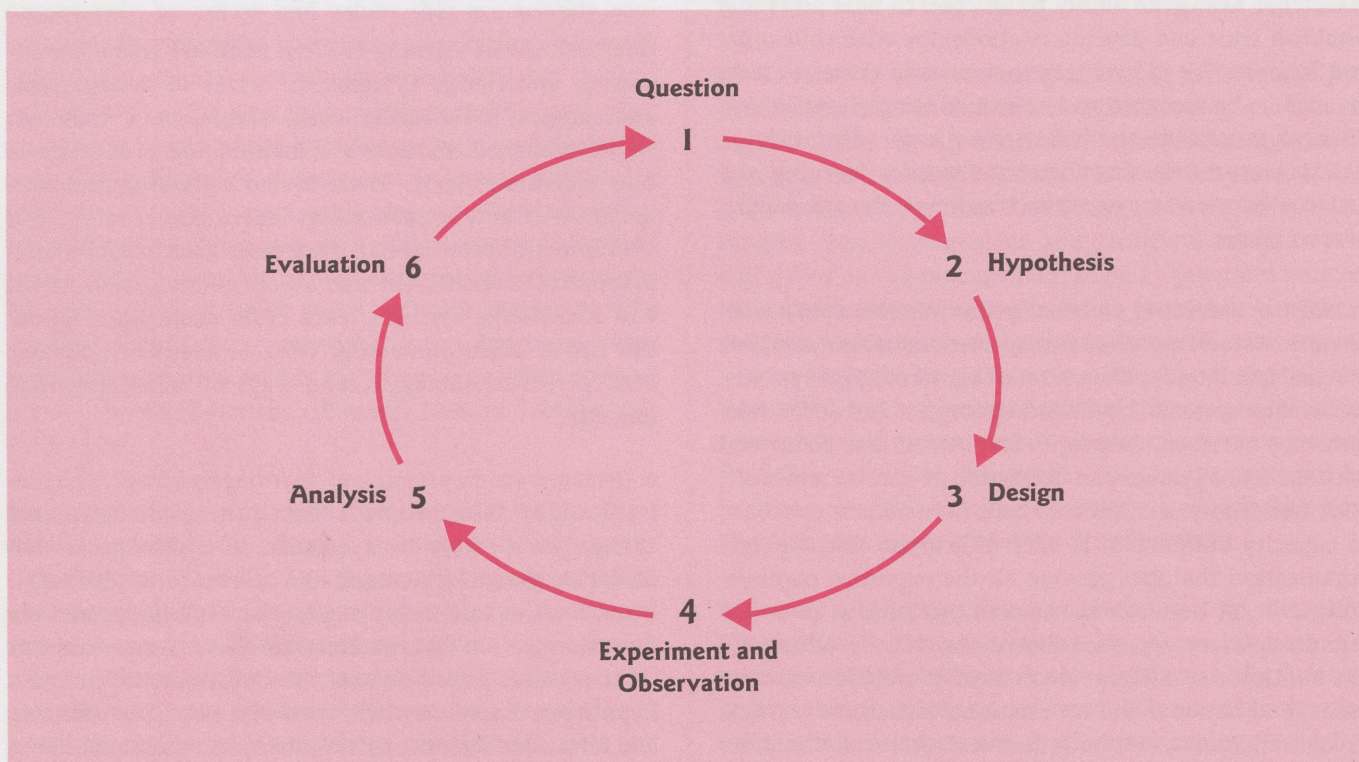 Question
1
2 Hypothesis
3 Design
4
Experiment and
Observation
Analysis 5
Evaluation 6